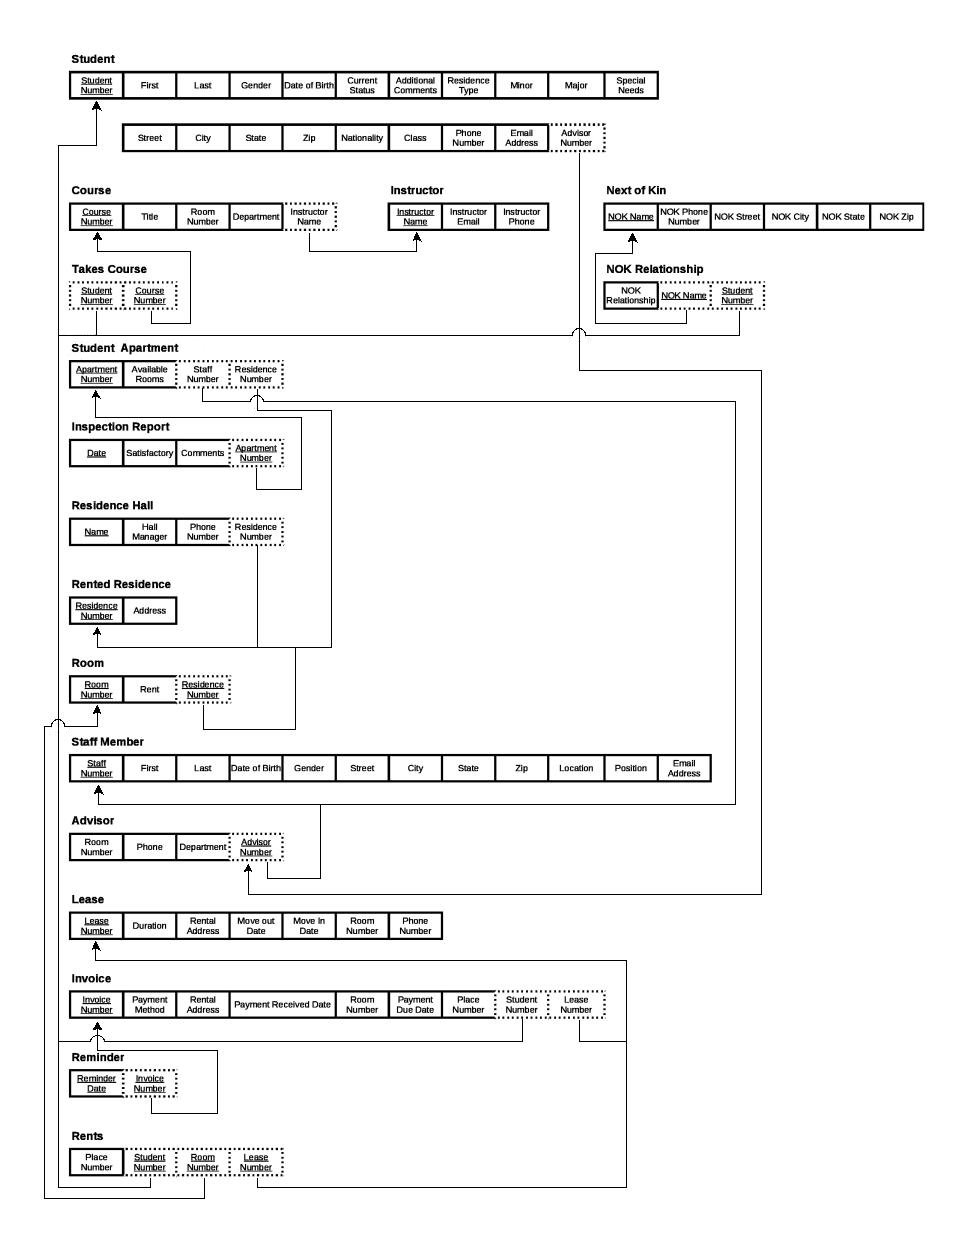 Student
Student Number First Last Gender Date of Birth Current Status Additional Comments Residence Type Minor Major Special Needs
Street City State Zip Nationality Class Phone Number Email Address Advisor Number
Course
Course Number Title Room Number Department Instructor Name
Instructor
Instructor Name Instructor Email Instructor Phone
Next of Kin
NOK Name NOK Phone Number NOK Street NOK City NOK State NOK Zip
Takes Course
Student Number Course Number
NOK Relationship
NOK Relationship NOK Name Student Number
Student Apartment
Apartment Number Available Rooms Staff Number Residence Number
Inspection Report
Date Satisfactory Comments Apartment Number
Residence Hall
Name Hall Manager Phone Number Residence Number
Rented Residence
Residence Number Address
Room
Room Number Rent Residence Number
Staff Member
Staff Number First Last Date of Birth Gender Street City State Zip Location Position Email Address
Advisor
Room Number Phone Department Advisor Number
Lease
Lease Number Duration Rental Address Move out Date Move in Date Room Number Phone Number
Invoice
Invoice Number Payment Method Rental Address Payment Received Date Room Number Payment Due Date Place Number Student Number Lease Number
Reminder
Reminder Date Invoice Number
Rents
Place Number Student Number Room Number Lease Number